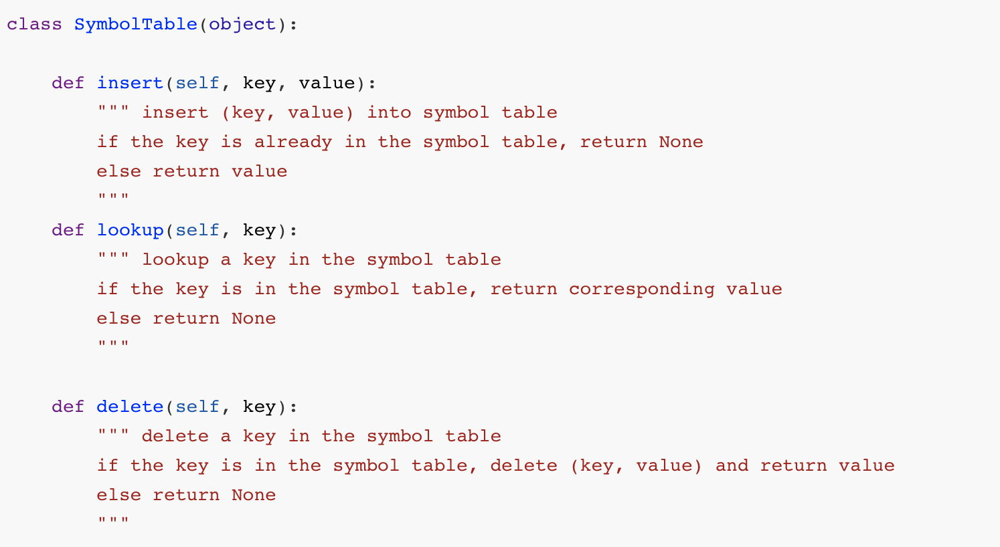 class SymbolTable(object):
def insert(self, key, value):
""" insert (key, value) into symbol table
if the key is already in the symbol table, return None
else return value
"""
def lookup(self, key):
""" lookup a key in the symbol table
if the key is in the symbol table, return corresponding value
else return None
"""
def delete(self, key):
""" delete a key in the symbol table
if the key is in the symbol table, delete (key, value) and return value
else return None
"""